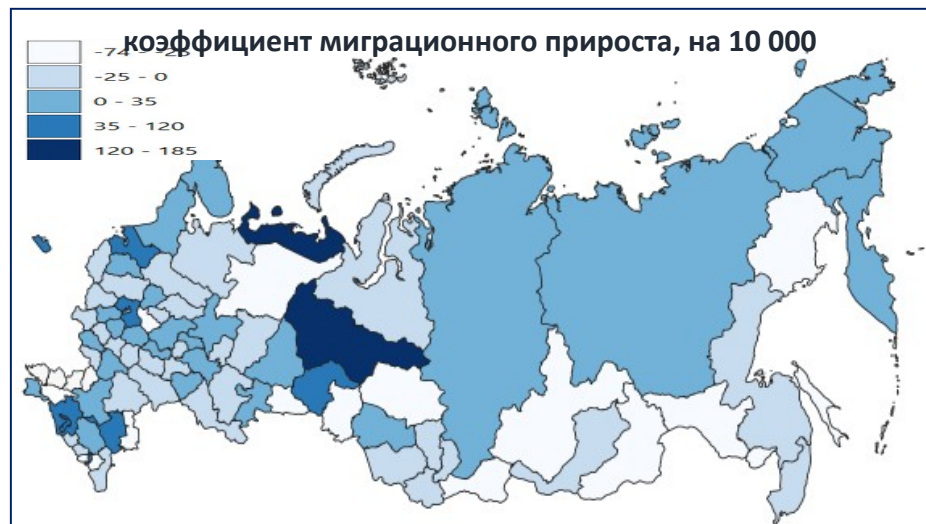 коэффициент миграционного прироста, на 10 000
-25 - 0
0 - 35
35 - 120
120 - 185